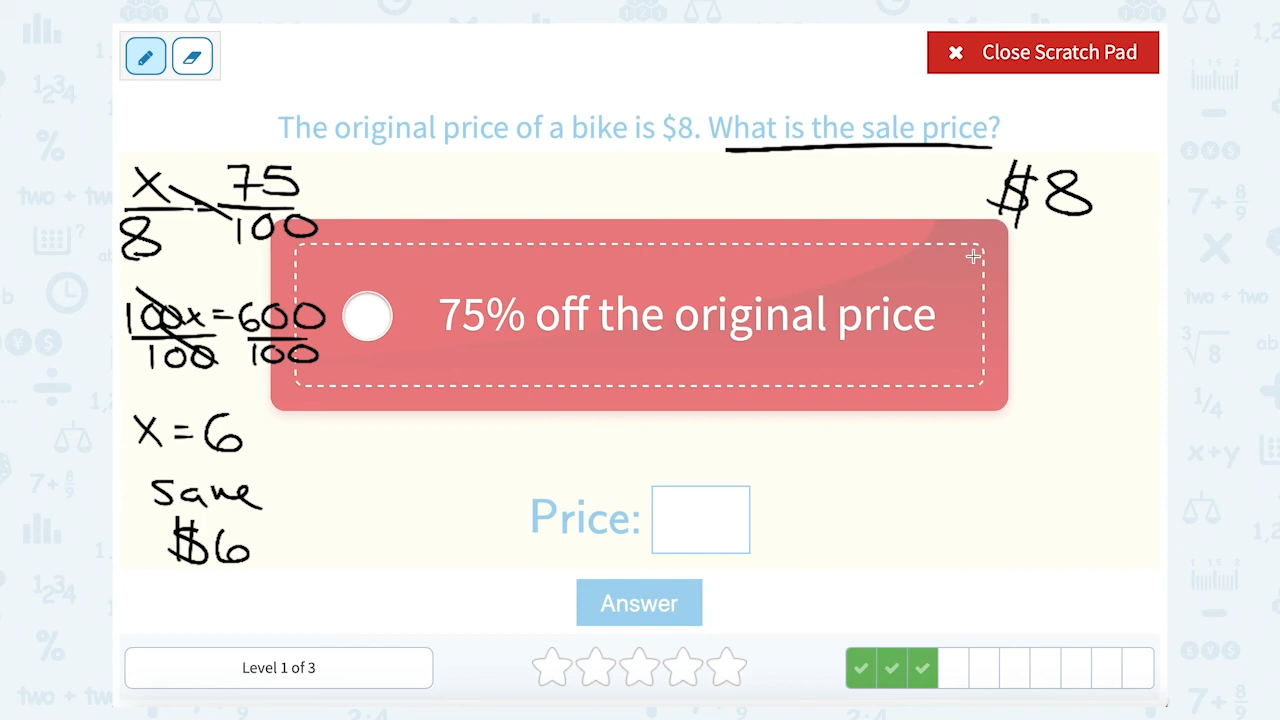 Close Scratch Pad
The original price of a bike is $8. What is the sale price?
x/8 = 75/100
$8
100x/100 = 600/100
75% off the original price
x = 6
save
$6
Price:
Answer
Level 1 of 3